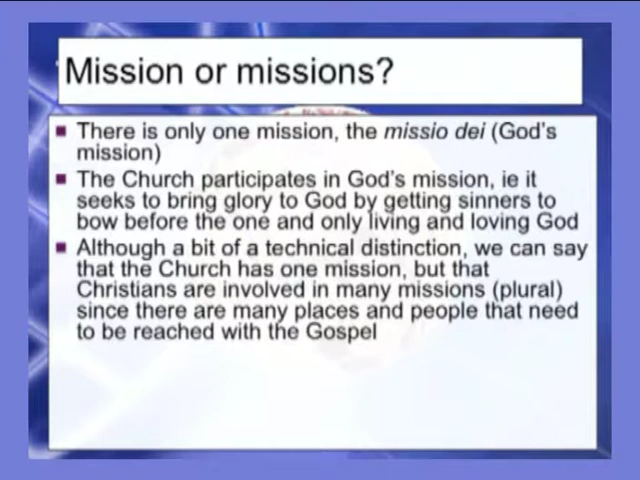 Mission or missions?
There is only one mission, the missio dei (God's
mission)
The Church participates in God's mission, ie it
seeks to bring glory to God by getting sinners to
bow before the one and only living and loving God
Although a bit of a technical distinction, we can say
that the Church has one mission, but that
Christians are involved in many missions (plural)
since there are many places and people that need
to be reached with the Gospel